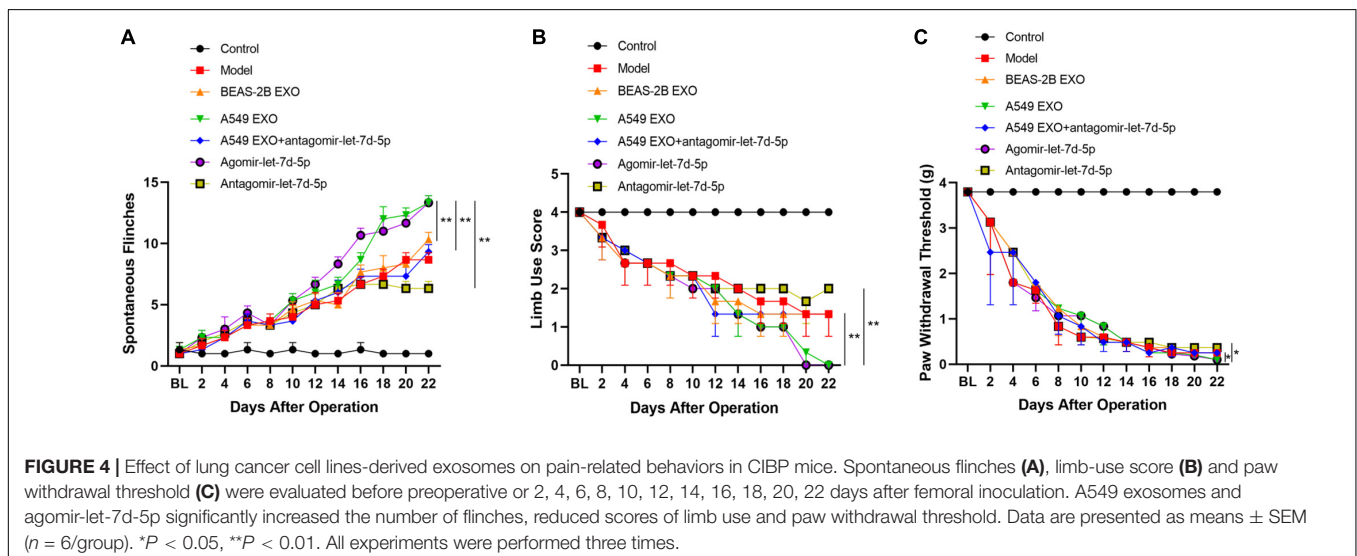 A
Control
Model
BEAS-2B EXO
A549 EXO
A549 EXO+antagomir-let-7d-5p
Agomir-let-7d-5p
Antagomir-let-7d-5p
Spontaneous Flinches
15
10
5
0
**
**
**
BL 2 4 6 8 10 12 14 16 18 20 22
Days After Operation
B
Control
Model
BEAS-2B EXO
A549 EXO
A549 EXO+antagomir-let-7d-5p
Agomir-let-7d-5p
Antagomir-let-7d-5p
Limb Use Score
5
4
3
2
1
0
**
**
BL 2 4 6 8 10 12 14 16 18 20 22
Days After Operation
C
Control
Model
BEAS-2B EXO
A549 EXO
A549 EXO+antagomir-let-7d-5p
Agomir-let-7d-5p
Antagomir-let-7d-5p
Paw Withdrawal Threshold (g)
4
3
2
1
0
*
*
BL 2 4 6 8 10 12 14 16 18 20 22
Days After Operation
FIGURE 4 | Effect of lung cancer cell lines-derived exosomes on pain-related behaviors in CIBP mice. Spontaneous flinches (A), limb-use score (B) and paw
withdrawal threshold (C) were evaluated before preoperative or 2, 4, 6, 8, 10, 12, 14, 16, 18, 20, 22 days after femoral inoculation. A549 exosomes and
agomir-let-7d-5p significantly increased the number of flinches, reduced scores of limb use and paw withdrawal threshold. Data are presented as means ± SEM
(n = 6/group). *P < 0.05, **P < 0.01. All experiments were performed three times.